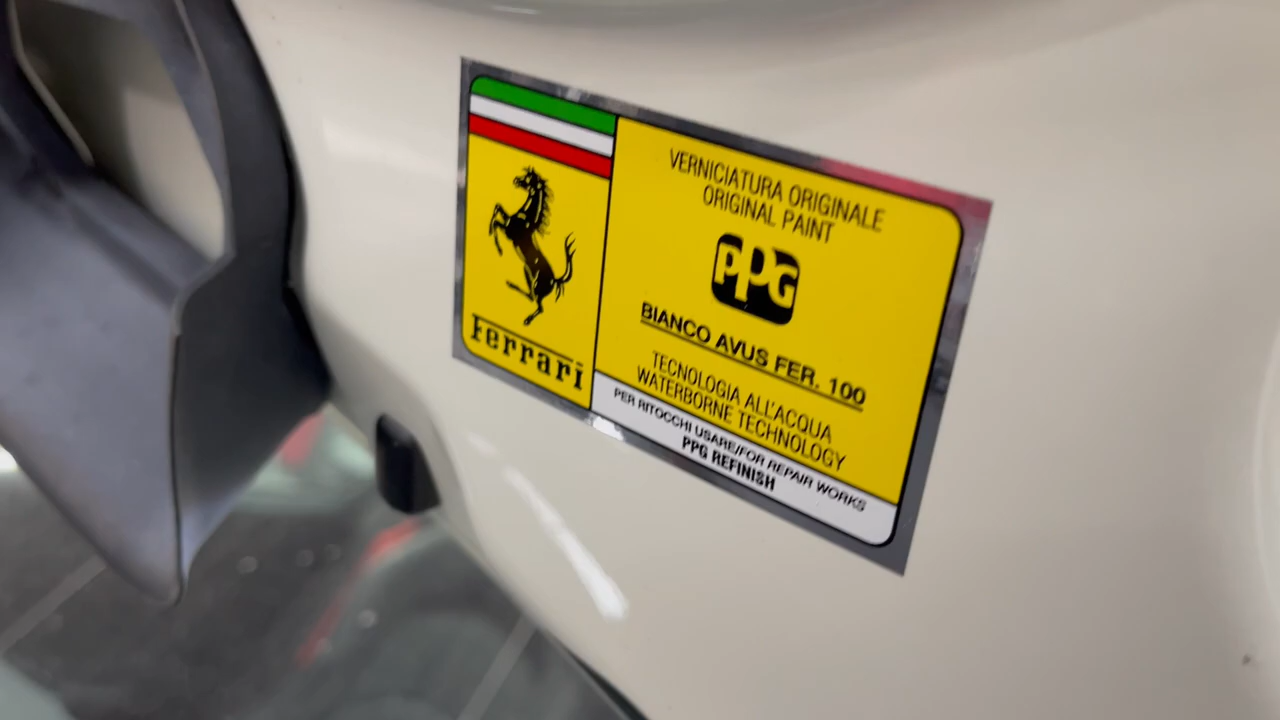 Ferrari
VERNICIATURA ORIGINALE
ORIGINAL PAINT
PPG
BIANCO AVUS FER. 100
TECNOLOGIA ALL'ACQUA
WATERBORNE TECHNOLOGY
PER RITOCCHI USARE/FOR REPAIR WORKS
PPG REFINISH